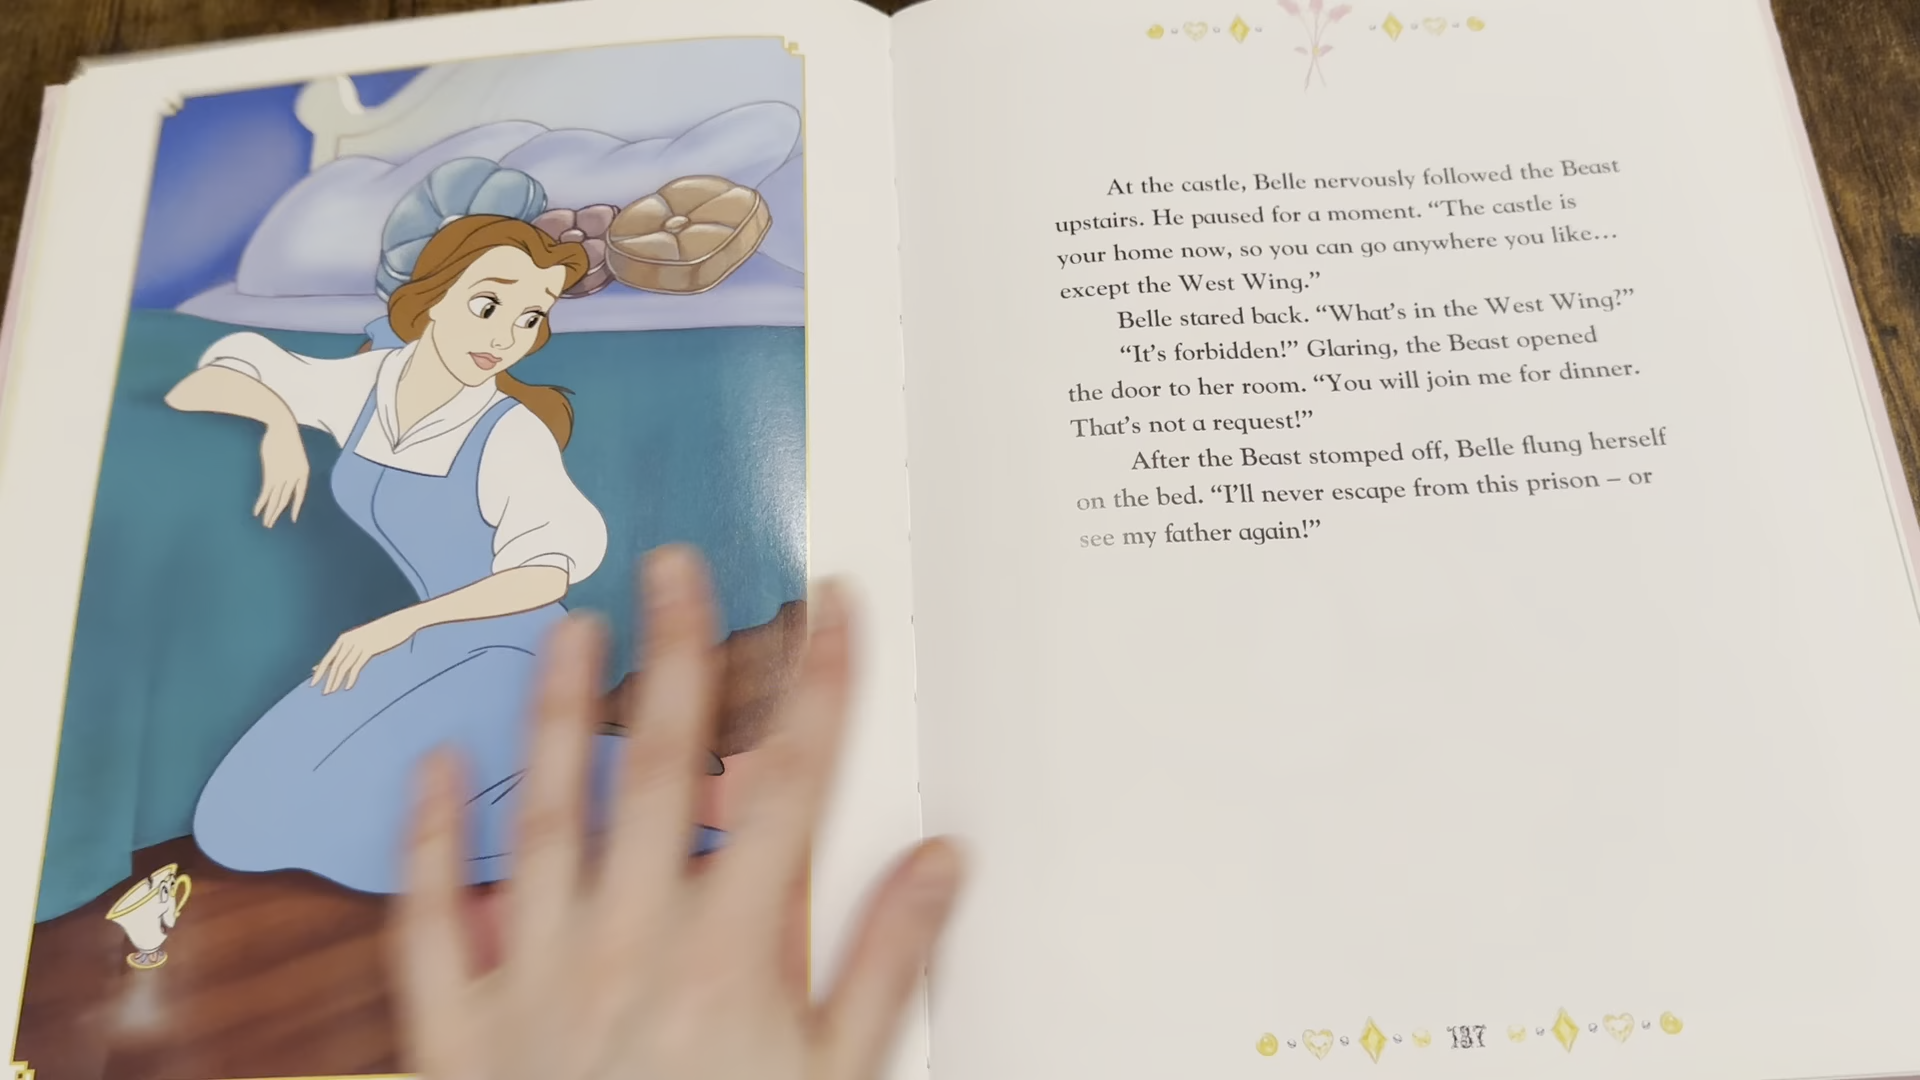 At the castle, Belle nervously followed the Beast
upstairs. He paused for a moment. “The castle is
your home now, so you can go anywhere you like…
except the West Wing.”
Belle stared back. “What’s in the West Wing?”
“It’s forbidden!” Glaring, the Beast opened
the door to her room. “You will join me for dinner.
That’s not a request!”
After the Beast stomped off, Belle flung herself
on the bed. “I’ll never escape from this prison – or
see my father again!”
137